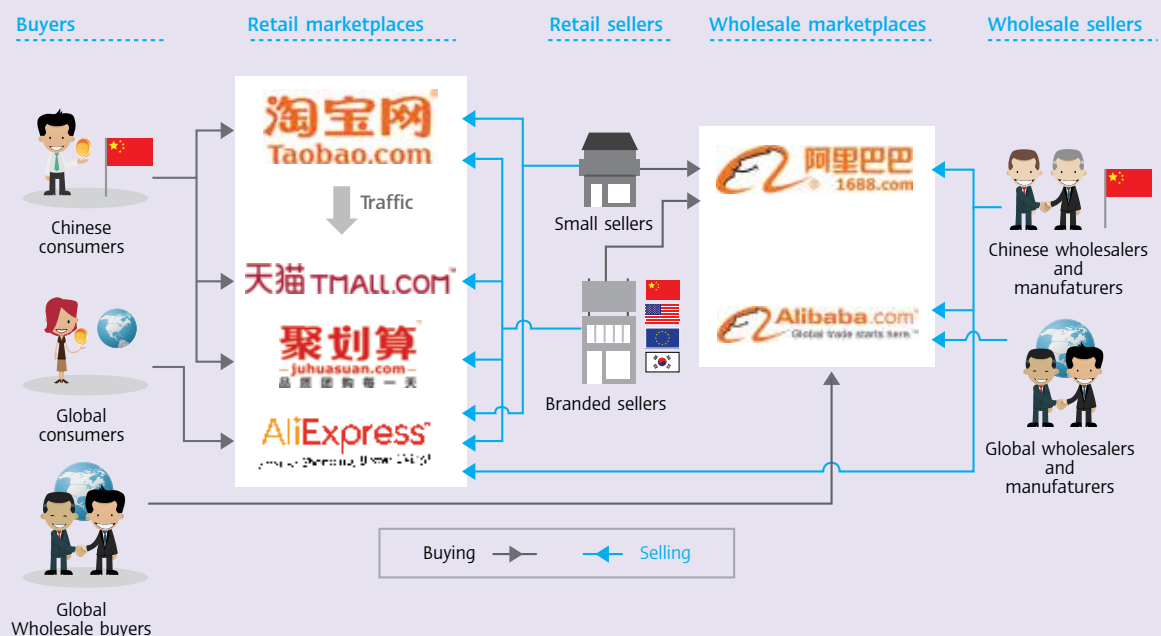 Buyers
Retail marketplaces
Retail sellers
Wholesale marketplaces
Wholesale sellers
淘宝网
Taobao.com
Traffic
天猫 TMALL.COM
聚划算
juhuasuan.com
品质团购每一天
AliExpress™
Chinese
consumers
Global
consumers
Global
Wholesale buyers
Small sellers
Branded sellers
阿里巴巴
1688.com
Alibaba.com
Global trade starts here.™
Chinese wholesalers
and
manufacturers
Global wholesalers
and
manufaturers
Buying
Selling